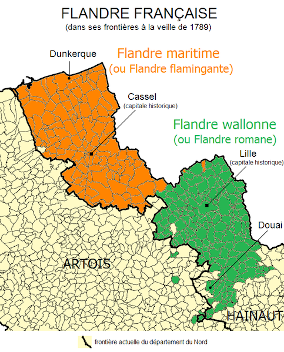 FLANDRE FRANÇAISE
(dans ses frontières à la veille de 1789)
Dunkerque
Flandre maritime
(ou Flandre flamingante)
Cassel
(capitale historique)
Flandre wallonne
(ou Flandre romane)
Lille
(capitale historique)
Douai
ARTOIS
HAINAUT
frontière actuelle du département du Nord